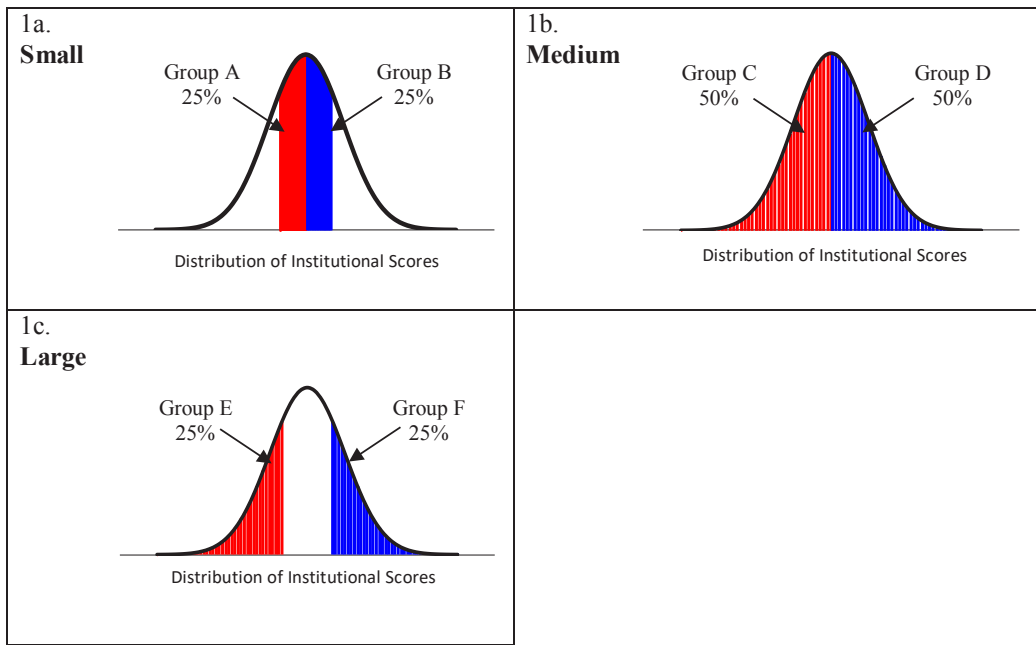 1a.
Small
Group A
25%
Group B
25%
Distribution of Institutional Scores
1b.
Medium
Group C
50%
Group D
50%
Distribution of Institutional Scores
1c.
Large
Group E
25%
Group F
25%
Distribution of Institutional Scores